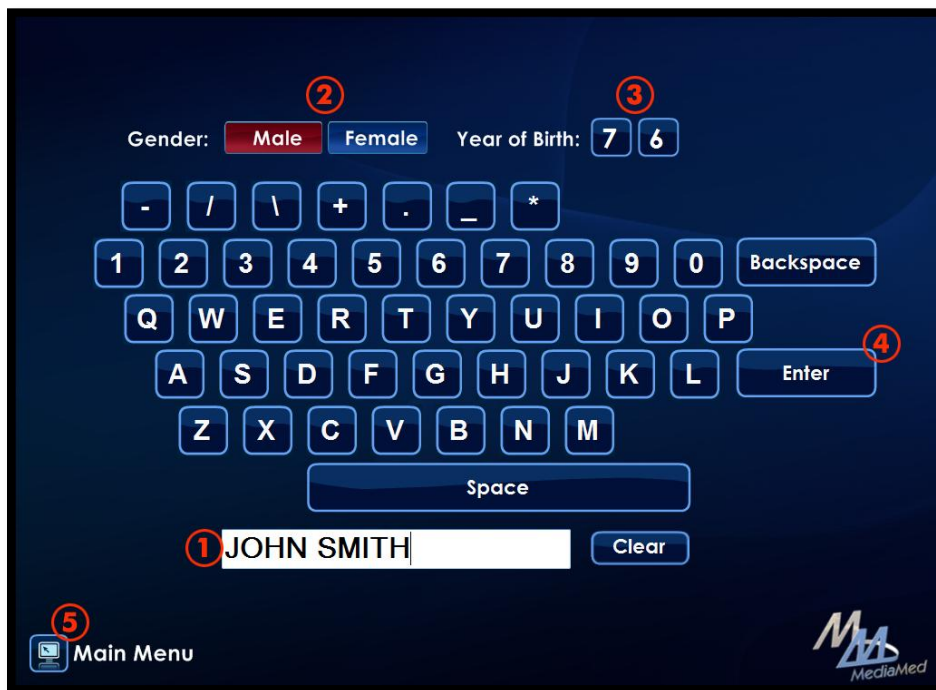 ② ③
Gender: Male Female Year of Birth: 7 6
- / \ + . _ *
1 2 3 4 5 6 7 8 9 0 Backspace
Q W E R T Y U I O P
④
A S D F G H J K L Enter
Z X C V B N M
Space
① JOHN SMITH Clear
⑤
Main Menu
MM
MediaMed